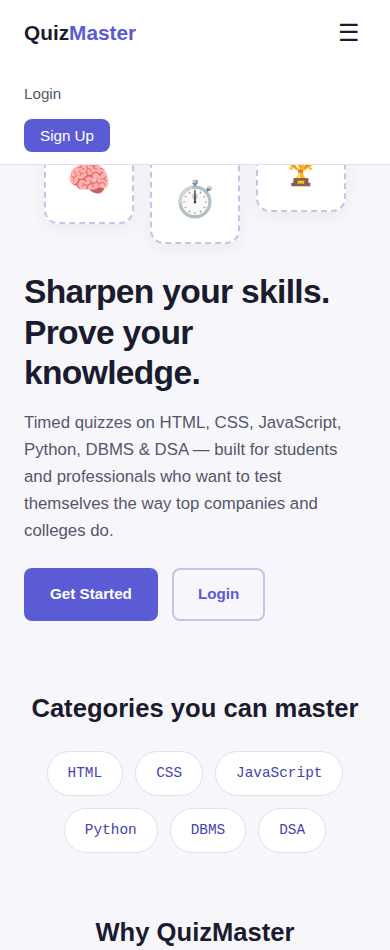 QuizMaster
Login
Sign Up
Sharpen your skills.
Prove your
knowledge.
Timed quizzes on HTML, CSS, JavaScript,
Python, DBMS & DSA — built for students
and professionals who want to test
themselves the way top companies and
colleges do.
Get Started
Login
Categories you can master
HTML
CSS
JavaScript
Python
DBMS
DSA
Why QuizMaster